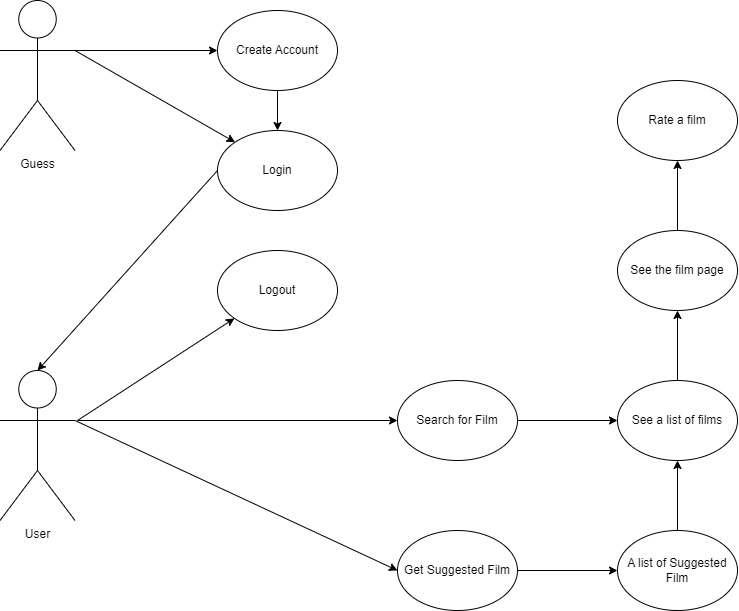 Create Account
Guess
Login
Rate a film
See the film page
Logout
Search for Film
See a list of films
User
Get Suggested Film
A list of Suggested
Film